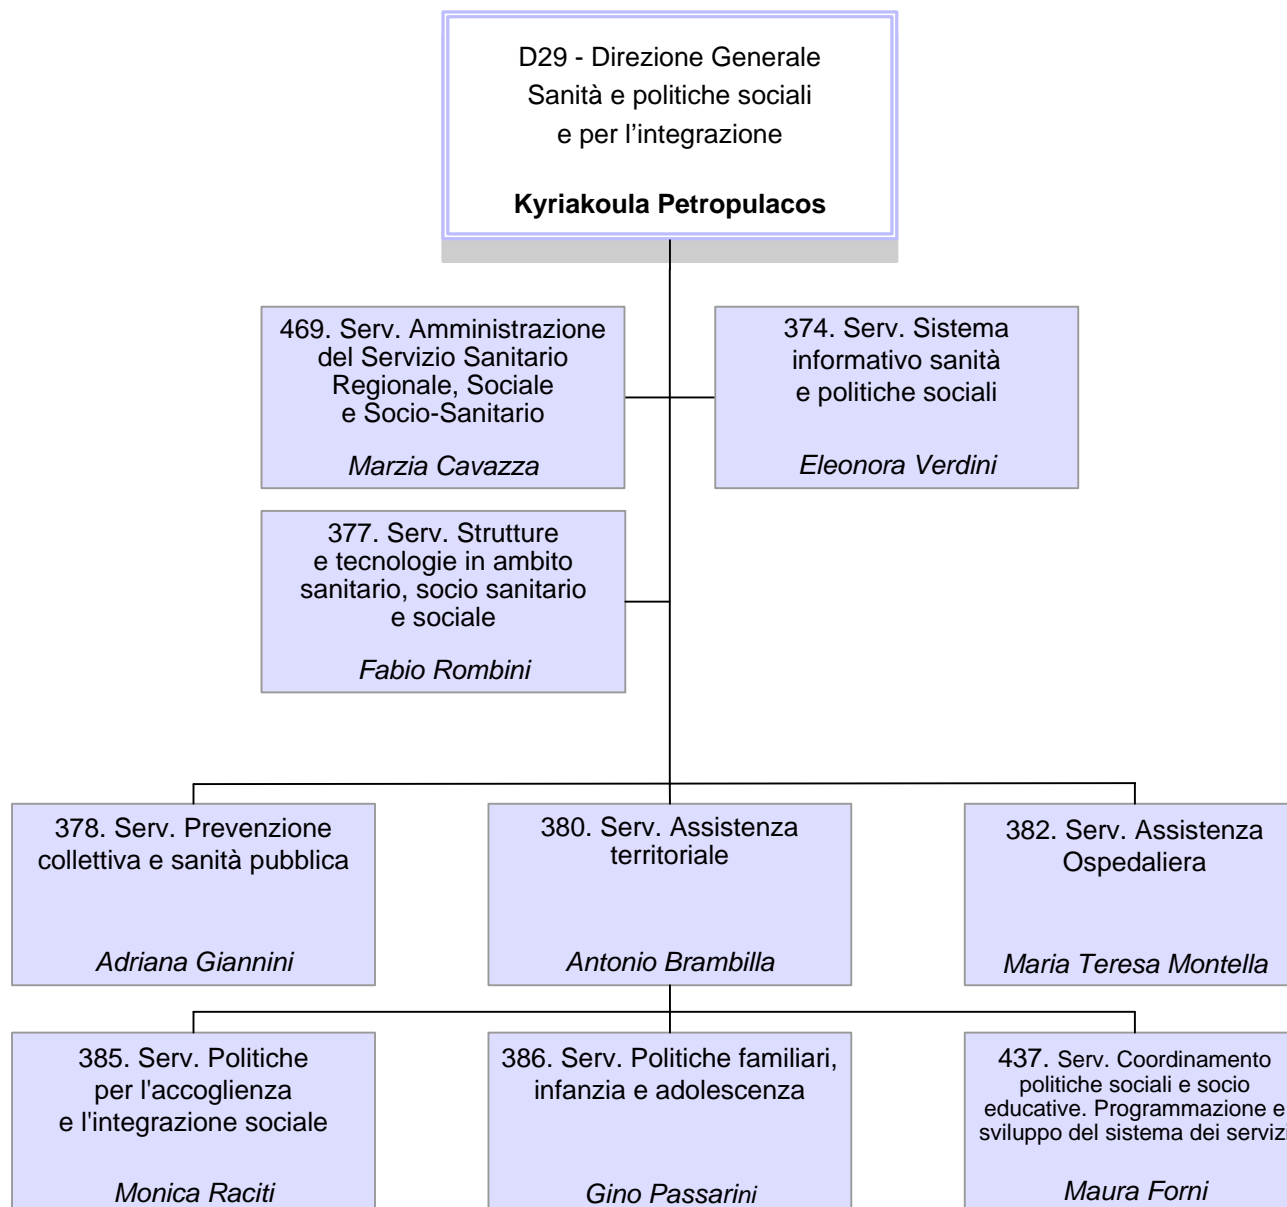 D29 - Direzione Generale
Sanità e politiche sociali
e per l’integrazione
Kyriakoula Petropulacos
469. Serv. Amministrazione
del Servizio Sanitario
Regionale, Sociale
e Socio-Sanitario
Marzia Cavazza
374. Serv. Sistema
informativo sanità
e politiche sociali
Eleonora Verdini
377. Serv. Strutture
e tecnologie in ambito
sanitario, socio sanitario
e sociale
Fabio Rombini
378. Serv. Prevenzione
collettiva e sanità pubblica
Adriana Giannini
380. Serv. Assistenza
territoriale
Antonio Brambilla
382. Serv. Assistenza
Ospedaliera
Maria Teresa Montella
385. Serv. Politiche
per l'accoglienza
e l'integrazione sociale
Monica Raciti
386. Serv. Politiche familiari,
infanzia e adolescenza
Gino Passarini
437. Serv. Coordinamento
politiche sociali e socio
educative. Programmazione e
sviluppo del sistema dei servizi
Maura Forni